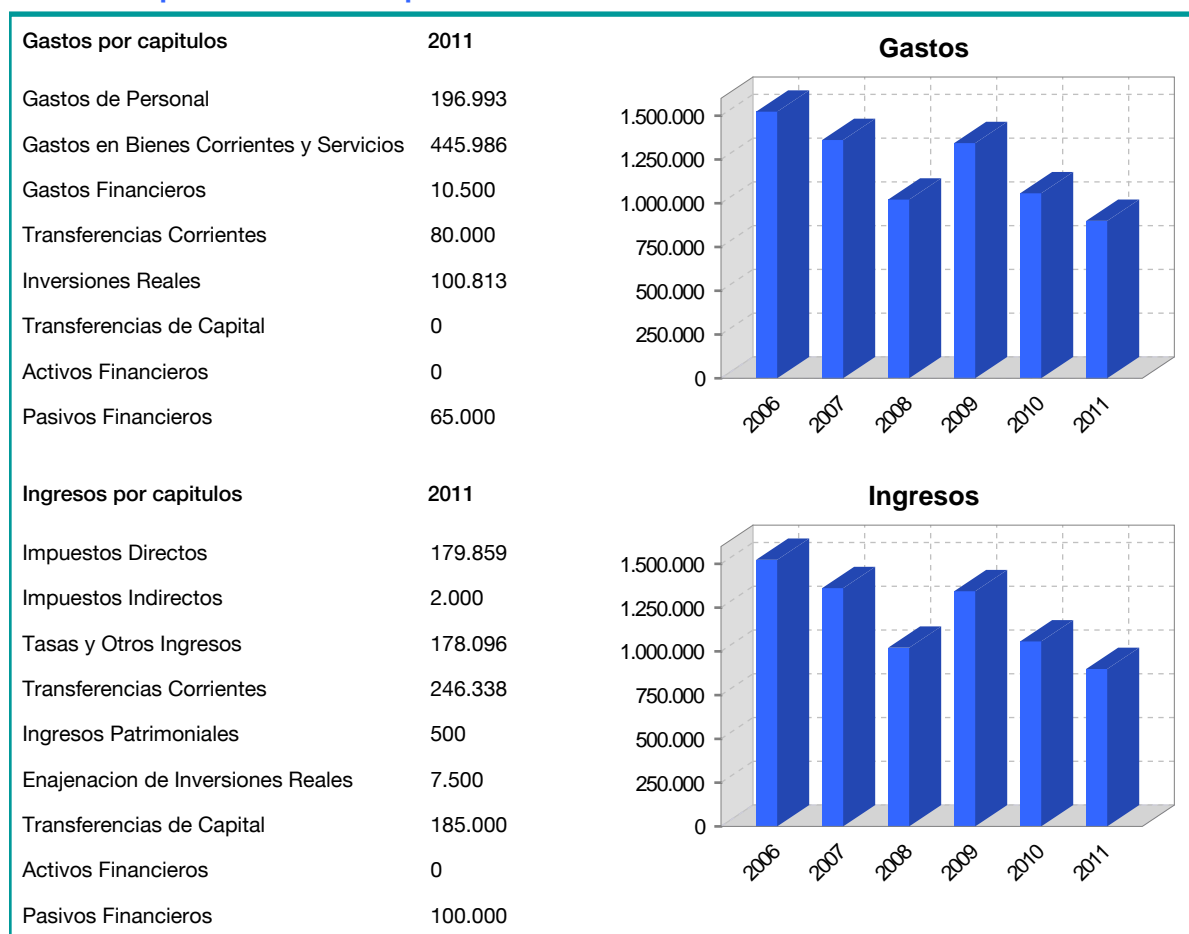 Gastos por capitulos 2011
Gastos de Personal 196.993
Gastos en Bienes Corrientes y Servicios 445.986
Gastos Financieros 10.500
Transferencias Corrientes 80.000
Inversiones Reales 100.813
Transferencias de Capital 0
Activos Financieros 0
Pasivos Financieros 65.000
Gastos
1.500.000
1.250.000
1.000.000
750.000
500.000
250.000
0
2006 2007 2008 2009 2010 2011
Ingresos por capitulos 2011
Impuestos Directos 179.859
Impuestos Indirectos 2.000
Tasas y Otros Ingresos 178.096
Transferencias Corrientes 246.338
Ingresos Patrimoniales 500
Enajenacion de Inversiones Reales 7.500
Transferencias de Capital 185.000
Activos Financieros 0
Pasivos Financieros 100.000
Ingresos
1.500.000
1.250.000
1.000.000
750.000
500.000
250.000
0
2006 2007 2008 2009 2010 2011